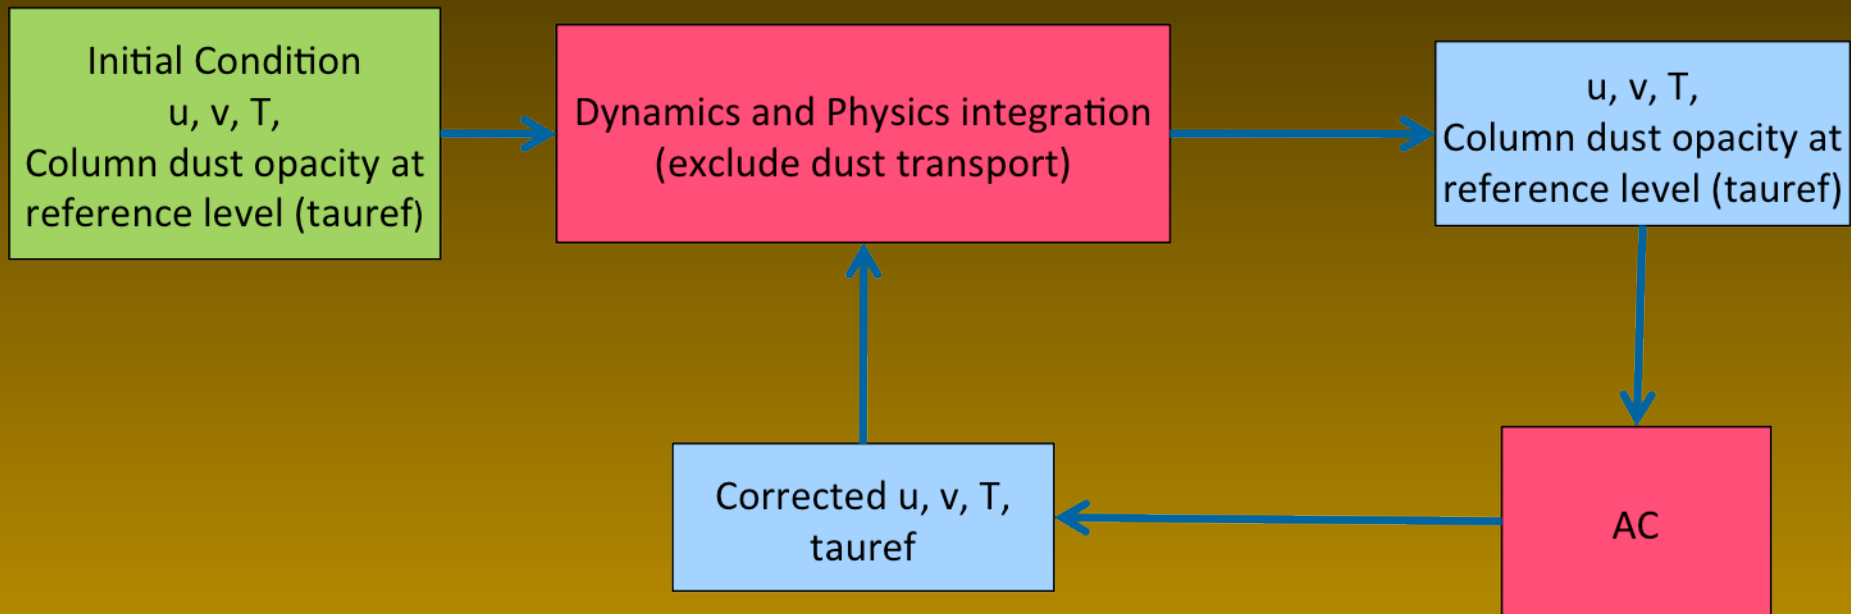 Initial Condition
u, v, T,
Column dust opacity at
reference level (tauref)
Dynamics and Physics integration
(exclude dust transport)
u, v, T,
Column dust opacity at
reference level (tauref)
Corrected u, v, T,
tauref
AC